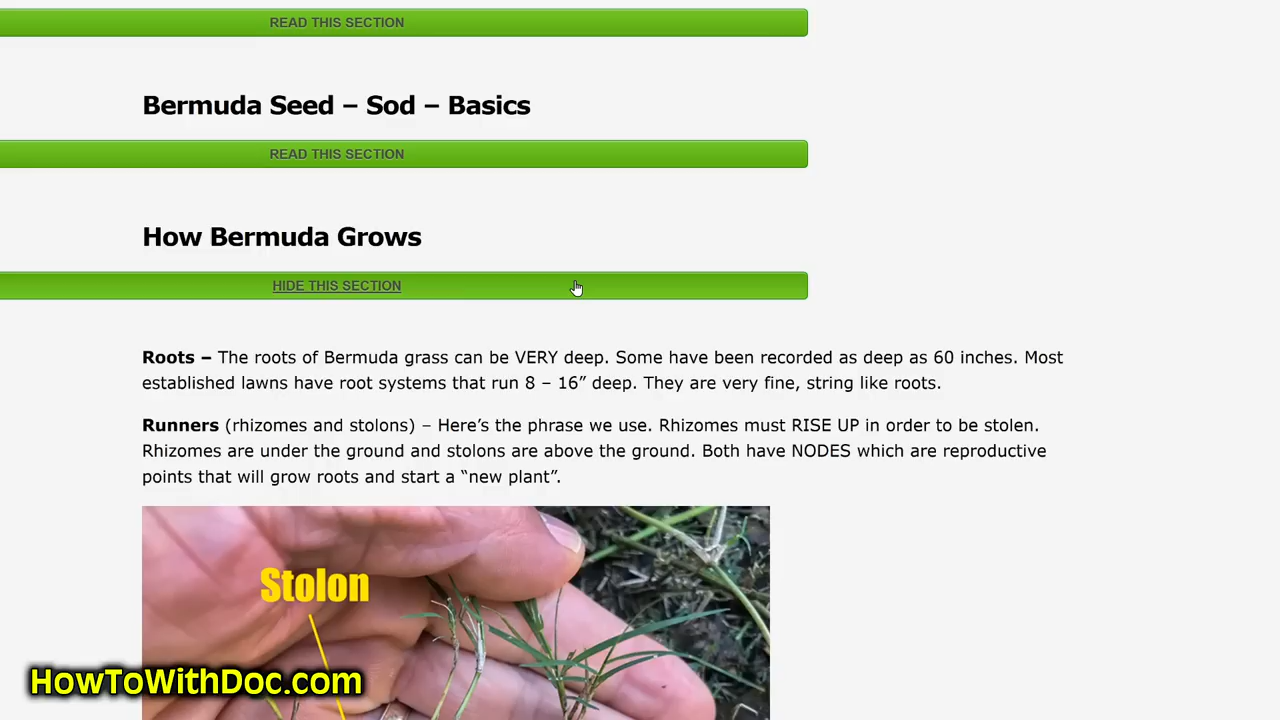 READ THIS SECTION
Bermuda Seed – Sod – Basics
READ THIS SECTION
How Bermuda Grows
HIDE THIS SECTION
Roots – The roots of Bermuda grass can be VERY deep. Some have been recorded as deep as 60 inches. Most
established lawns have root systems that run 8 – 16” deep. They are very fine, string like roots.
Runners (rhizomes and stolons) – Here’s the phrase we use. Rhizomes must RISE UP in order to be stolen.
Rhizomes are under the ground and stolons are above the ground. Both have NODES which are reproductive
points that will grow roots and start a “new plant”.
Stolon
HowToWithDoc.com